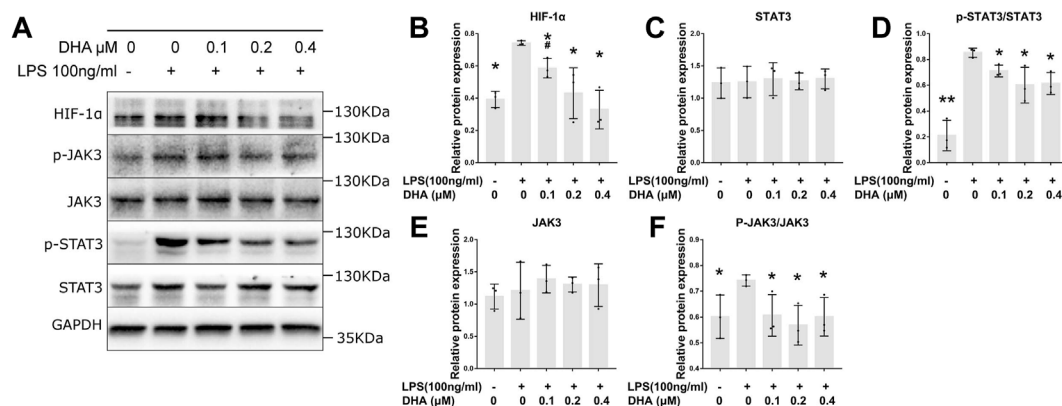 A
DHA μM 0 0 0.1 0.2 0.4
LPS 100ng/ml - + + + +
HIF-1α 130KDa
p-JAK3 130KDa
JAK3 130KDa
p-STAT3 130KDa
STAT3 130KDa
GAPDH 35KDa
B
HIF-1α
Relative protein expression
0.8
0.6
0.4
0.2
0.0
* * # * *
LPS(100ng/ml) - + + + +
DHA (μM) 0 0 0.1 0.2 0.4
C
STAT3
Relative protein expression
2.0
1.5
1.0
0.5
0.0
LPS(100ng/ml) - + + + +
DHA (μM) 0 0 0.1 0.2 0.4
D
p-STAT3/STAT3
Relative protein expression
1.0
0.8
0.6
0.4
0.2
0.0
** * * *
LPS(100ng/ml) - + + + +
DHA (μM) 0 0 0.1 0.2 0.4
E
JAK3
Relative protein expression
2.0
1.5
1.0
0.5
0.0
LPS(100ng/ml) - + + + +
DHA (μM) 0 0 0.1 0.2 0.4
F
P-JAK3/JAK3
Relative protein expression
0.9
0.8
0.7
0.6
0.5
0.4
* * * *
LPS(100ng/ml) - + + + +
DHA (μM) 0 0 0.1 0.2 0.4